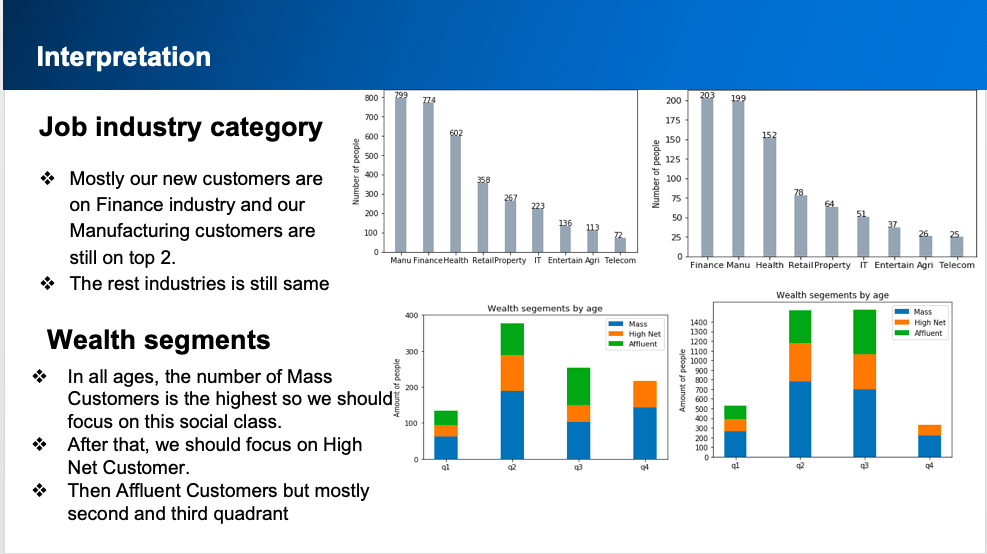 Interpretation
Job industry category
❖ Mostly our new customers are
on Finance industry and our
Manufacturing customers are
still on top 2.
❖ The rest industries is still same
Wealth segments
❖ In all ages, the number of Mass
Customers is the highest so we should
focus on this social class.
❖ After that, we should focus on High
Net Customer.
❖ Then Affluent Customers but mostly
second and third quadrant
Number of people
800
700
600
500
400
300
200
100
0
799
774
602
358
267
223
136
113
72
Manu Finance Health Retail Property IT Entertain Agri Telecom
Number of people
200
175
150
125
100
75
50
25
0
203
199
152
78
64
51
37
26
25
Finance Manu Health Retail Property IT Entertain Agri Telecom
Wealth segements by age
Amount of people
400
300
200
100
0
Mass
High Net
Affluent
q1 q2 q3 q4
Wealth segements by age
Amount of people
1400
1300
1200
1100
1000
900
800
700
600
500
400
300
200
100
0
Mass
High Net
Affluent
q1 q2 q3 q4